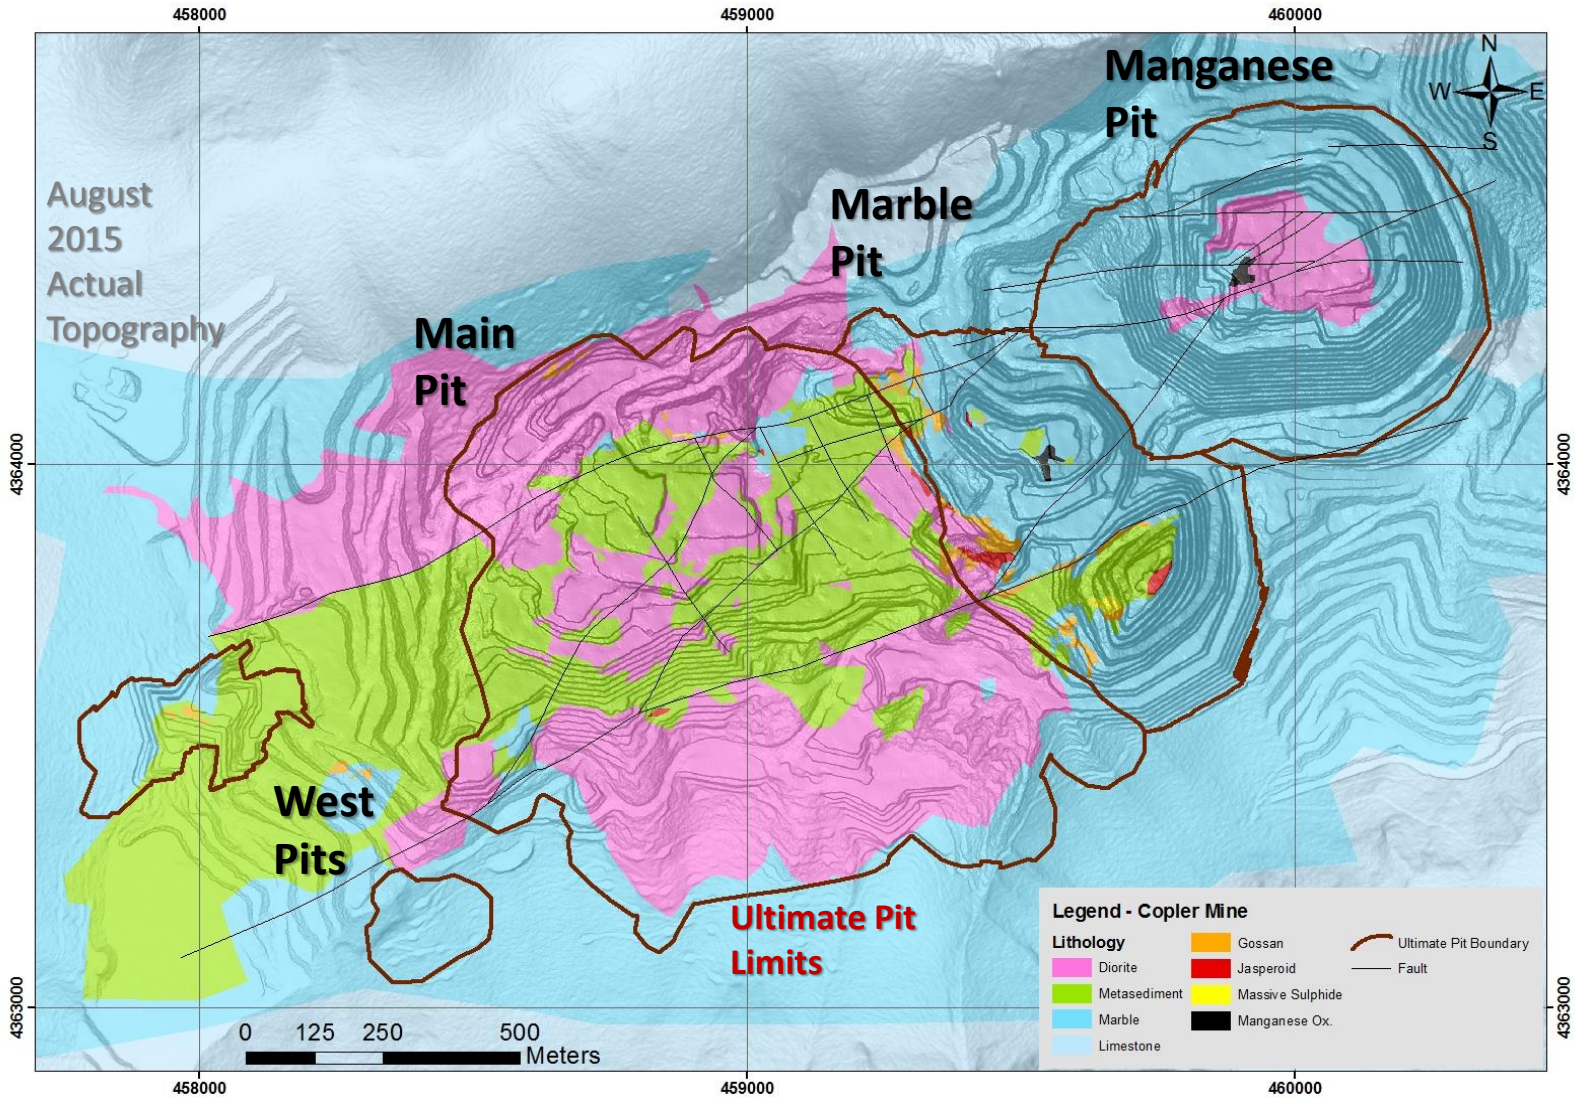 458000
459000
460000
Manganese
Pit
N
W
E
S
August
2015
Actual
Topography
Marble
Pit
Main
Pit
4364000
4364000
West
Pits
Ultimate Pit
Limits
4363000
4363000
0 125 250 500
Meters
Legend - Copler Mine
Lithology
Diorite
Metasediment
Marble
Limestone
Gossan
Jasperoid
Massive Sulphide
Manganese Ox.
Ultimate Pit Boundary
Fault
458000
459000
460000